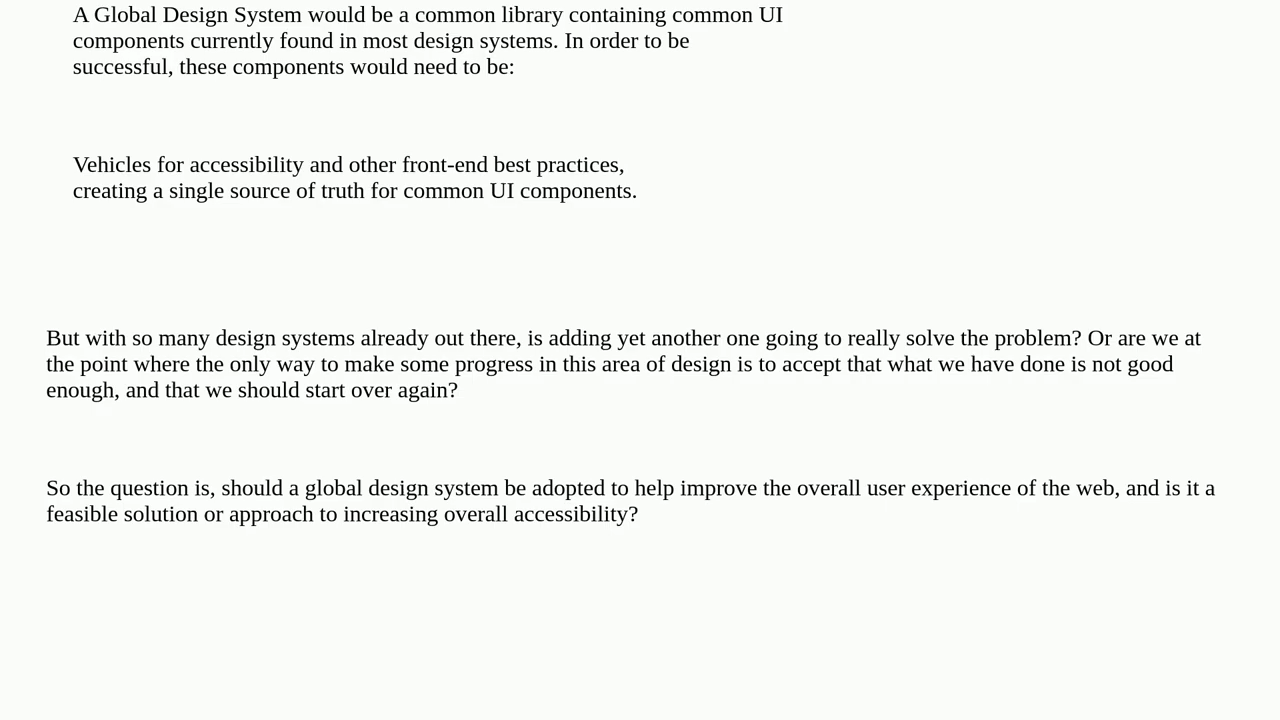 A Global Design System would be a common library containing common UI
components currently found in most design systems. In order to be
successful, these components would need to be:
Vehicles for accessibility and other front-end best practices,
creating a single source of truth for common UI components.
But with so many design systems already out there, is adding yet another one going to really solve the problem? Or are we at
the point where the only way to make some progress in this area of design is to accept that what we have done is not good
enough, and that we should start over again?
So the question is, should a global design system be adopted to help improve the overall user experience of the web, and is it a
feasible solution or approach to increasing overall accessibility?